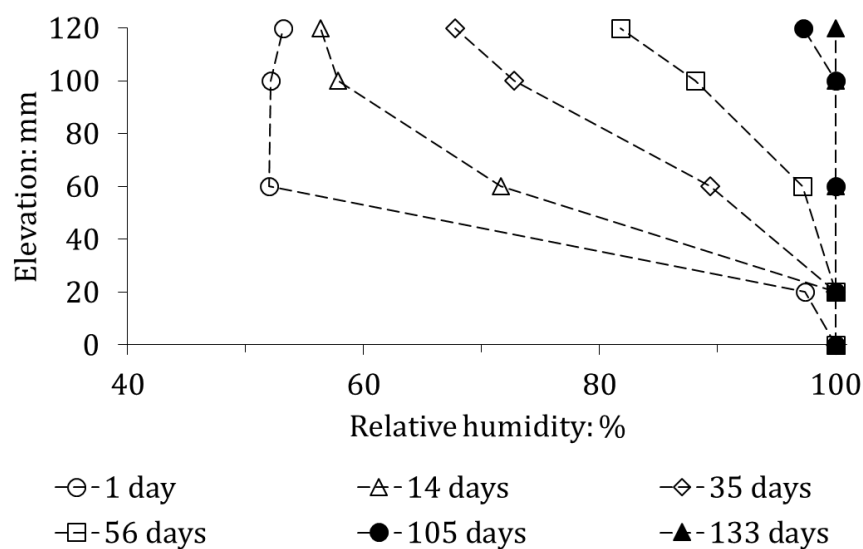 120
100
80
60
40
20
0
Elevation: mm
40 60 80 100
Relative humidity: %
1 day 14 days 35 days
56 days 105 days 133 days